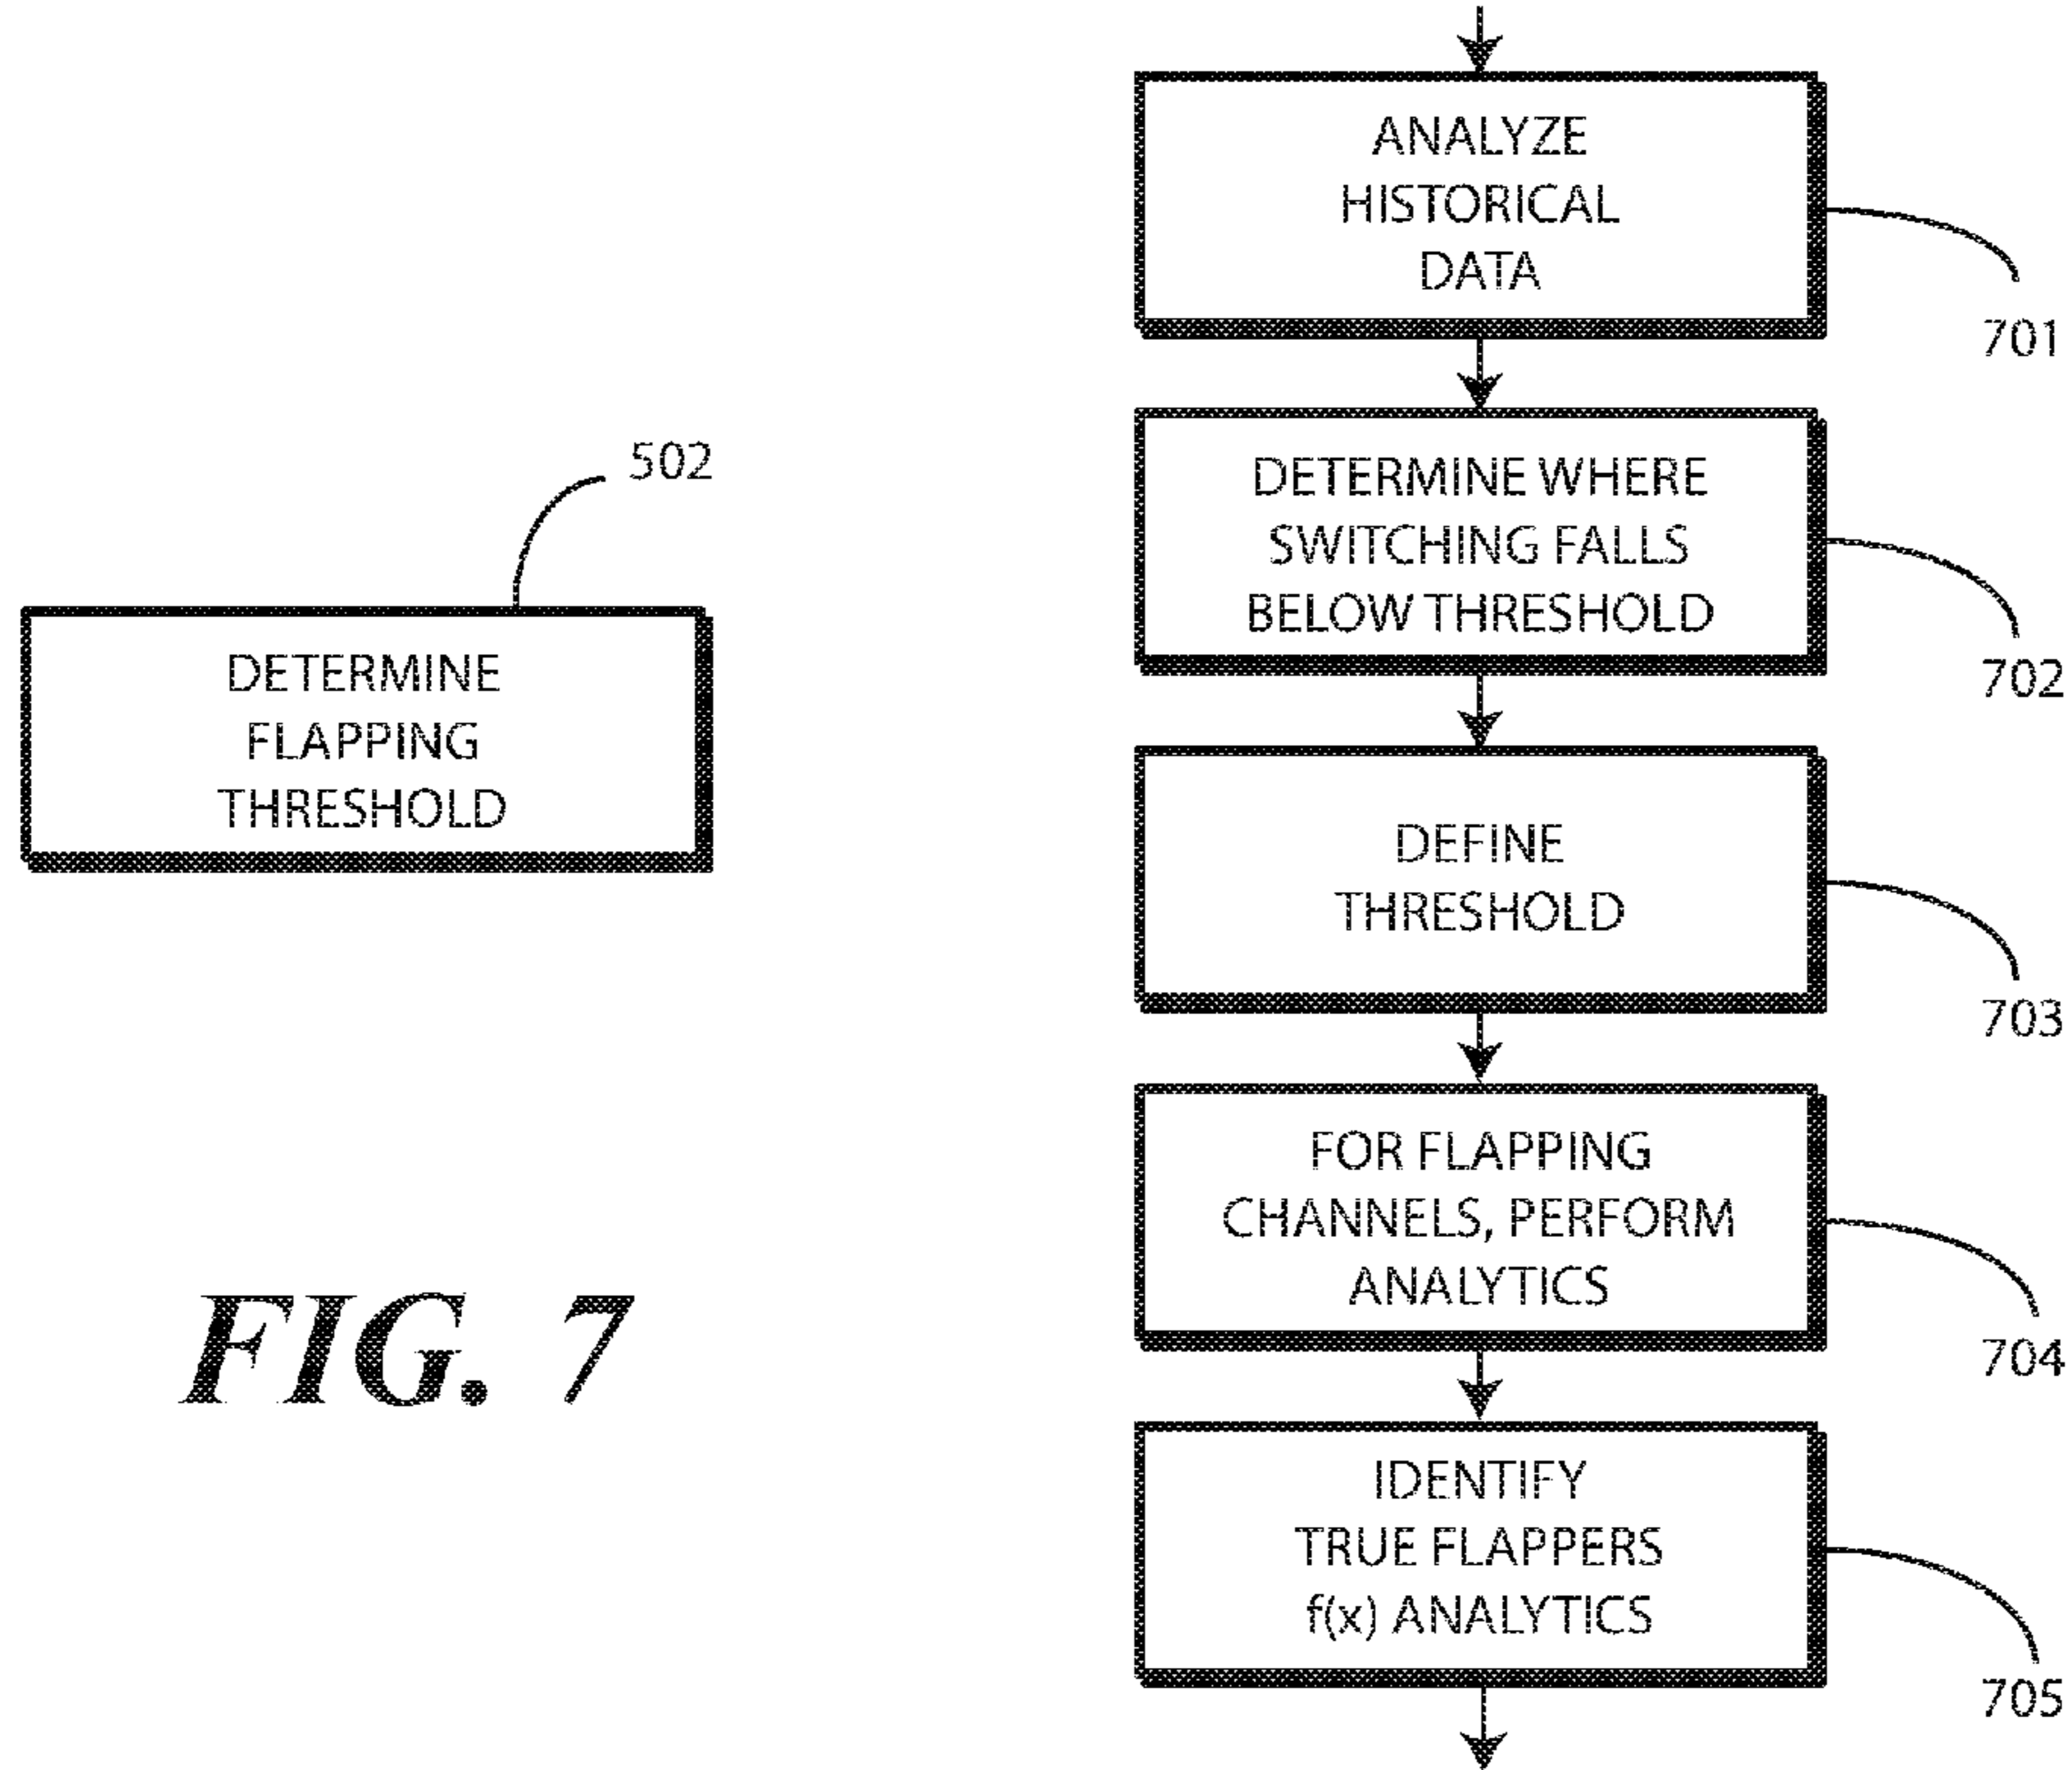 502
DETERMINE
FLAPPING
THRESHOLD
FIG. 7
ANALYZE
HISTORICAL
DATA
701
DETERMINE WHERE
SWITCHING FALLS
BELOW THRESHOLD
702
DEFINE
THRESHOLD
703
FOR FLAPPING
CHANNELS, PERFORM
ANALYTICS
704
IDENTIFY
TRUE FLAPPERS
f(x) ANALYTICS
705